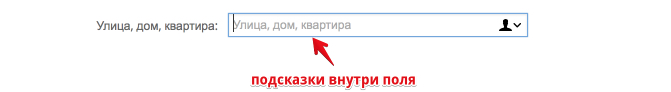 Улица, дом, квартира: Улица, дом, квартира
подсказки внутри поля